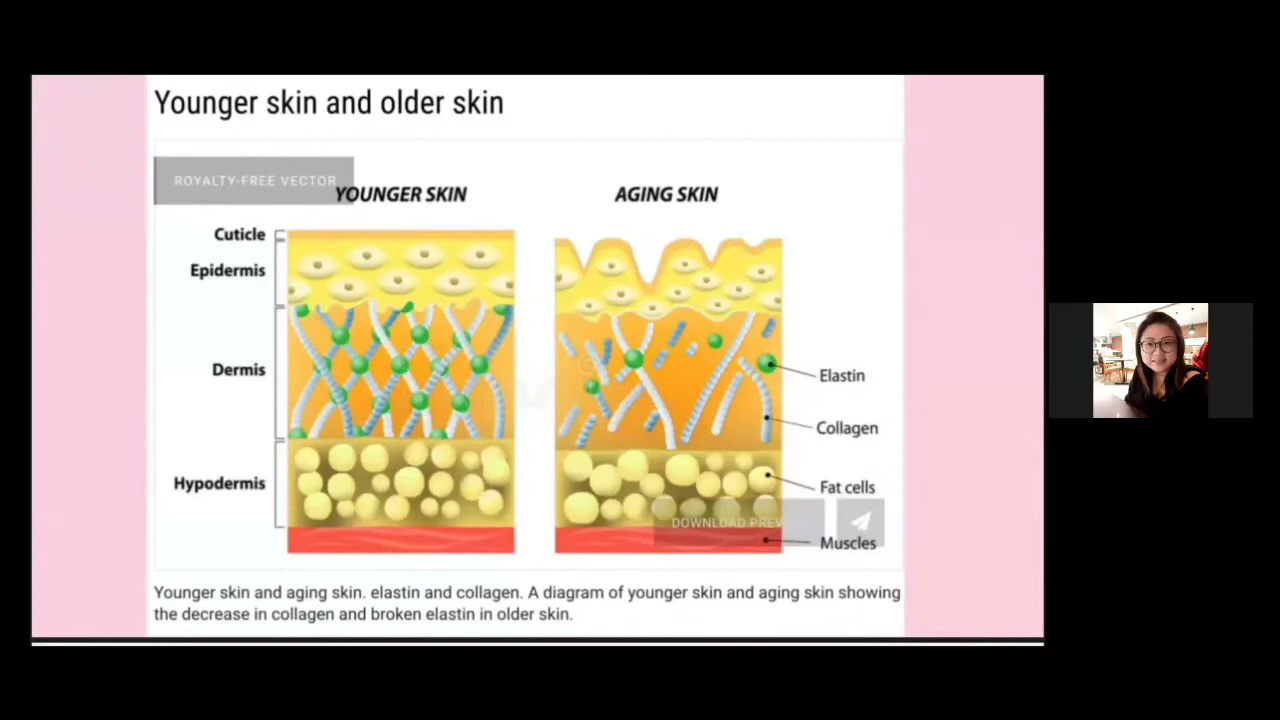 Younger skin and older skin
ROYALTY-FREE VECTOR
YOUNGER SKIN
AGING SKIN
Cuticle
Epidermis
Dermis
Hypodermis
Elastin
Collagen
Fat cells
DOWNLOAD PREV
Muscles
Younger skin and aging skin. elastin and collagen. A diagram of younger skin and aging skin showing
the decrease in collagen and broken elastin in older skin.